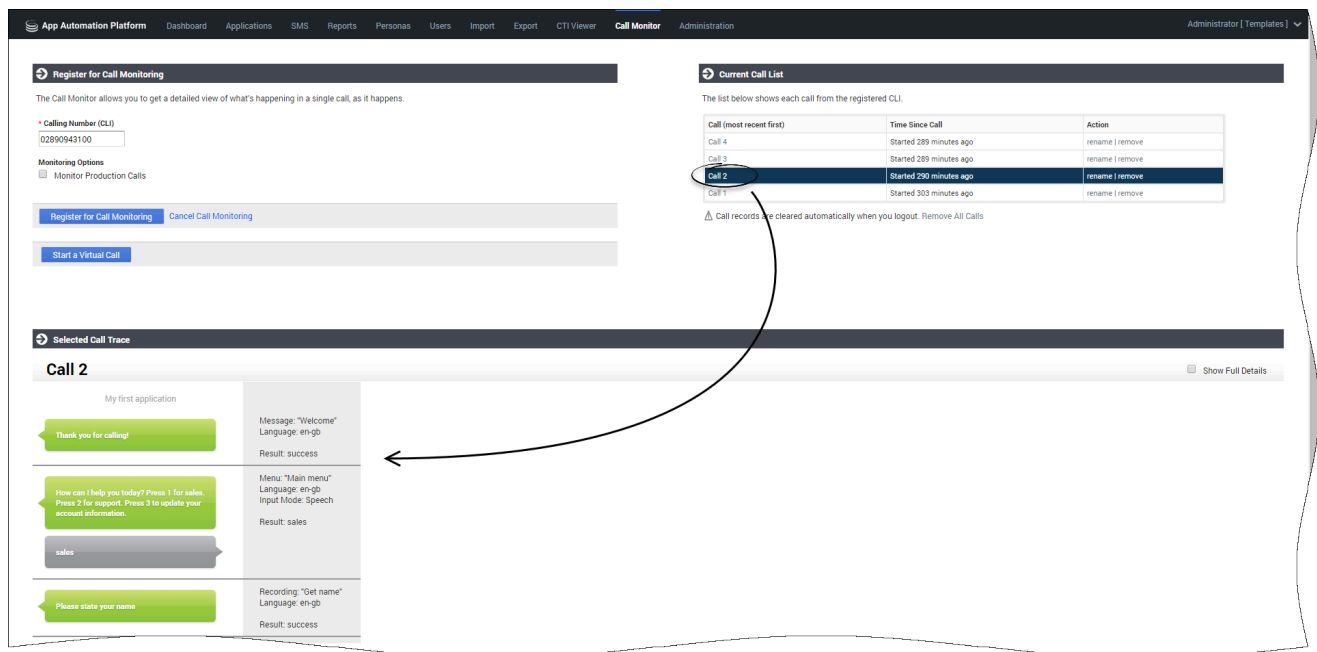 App Automation Platform Dashboard Applications SMS Reports Personas Users Import Export CTI Viewer Call Monitor Administration Administrator [ Templates ]
Register for Call Monitoring
The Call Monitor allows you to get a detailed view of what's happening in a single call, as it happens.
* Calling Number (CLI)
02890943100
Monitoring Options
Monitor Production Calls
Register for Call Monitoring Cancel Call Monitoring
Start a Virtual Call
Current Call List
The list below shows each call from the registered CLI.
Call (most recent first) Time Since Call Action
Call 4 Started 289 minutes ago rename | remove
Call 3 Started 289 minutes ago rename | remove
Call 2 Started 290 minutes ago rename | remove
Call 1 Started 303 minutes ago rename | remove
Call records are cleared automatically when you logout. Remove All Calls
Selected Call Trace
Call 2 Show Full Details
My first application
Thank you for calling!
Message: "Welcome"
Language: en-gb
Result: success
How can I help you today? Press 1 for sales.
Press 2 for support. Press 3 to update your
account information.
Menu: "Main menu"
Language: en-gb
Input Mode: Speech
Result: sales
sales
Please state your name
Recording: "Get name"
Language: en-gb
Result: success